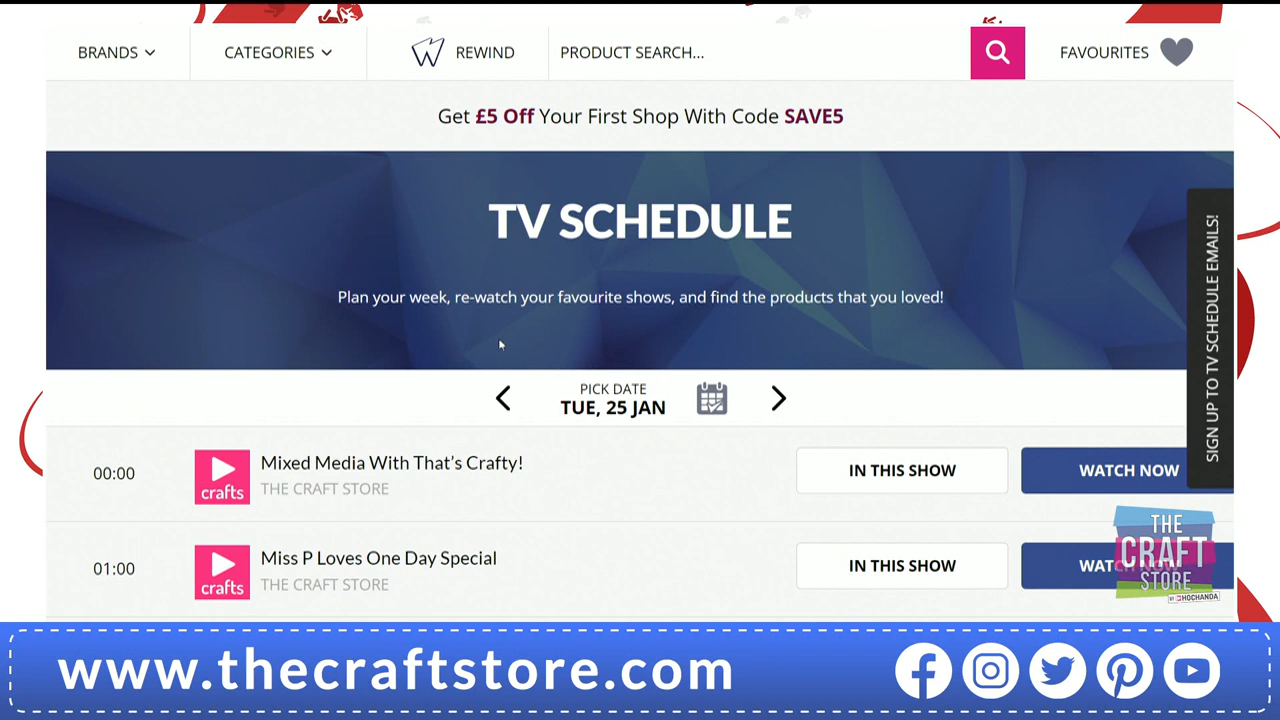 BRANDS
CATEGORIES
REWIND
PRODUCT SEARCH...
FAVOURITES
Get £5 Off Your First Shop With Code SAVE5
TV SCHEDULE
Plan your week, re-watch your favourite shows, and find the products that you loved!
SIGN UP TO TV SCHEDULE EMAILS!
PICK DATE
TUE, 25 JAN
00:00
crafts
Mixed Media With That's Crafty!
THE CRAFT STORE
IN THIS SHOW
WATCH NOW
01:00
crafts
Miss P Loves One Day Special
THE CRAFT STORE
IN THIS SHOW
WATCH NOW
THE
CRAFT
STORE
BY HOCHANDA
www.thecraftstore.com